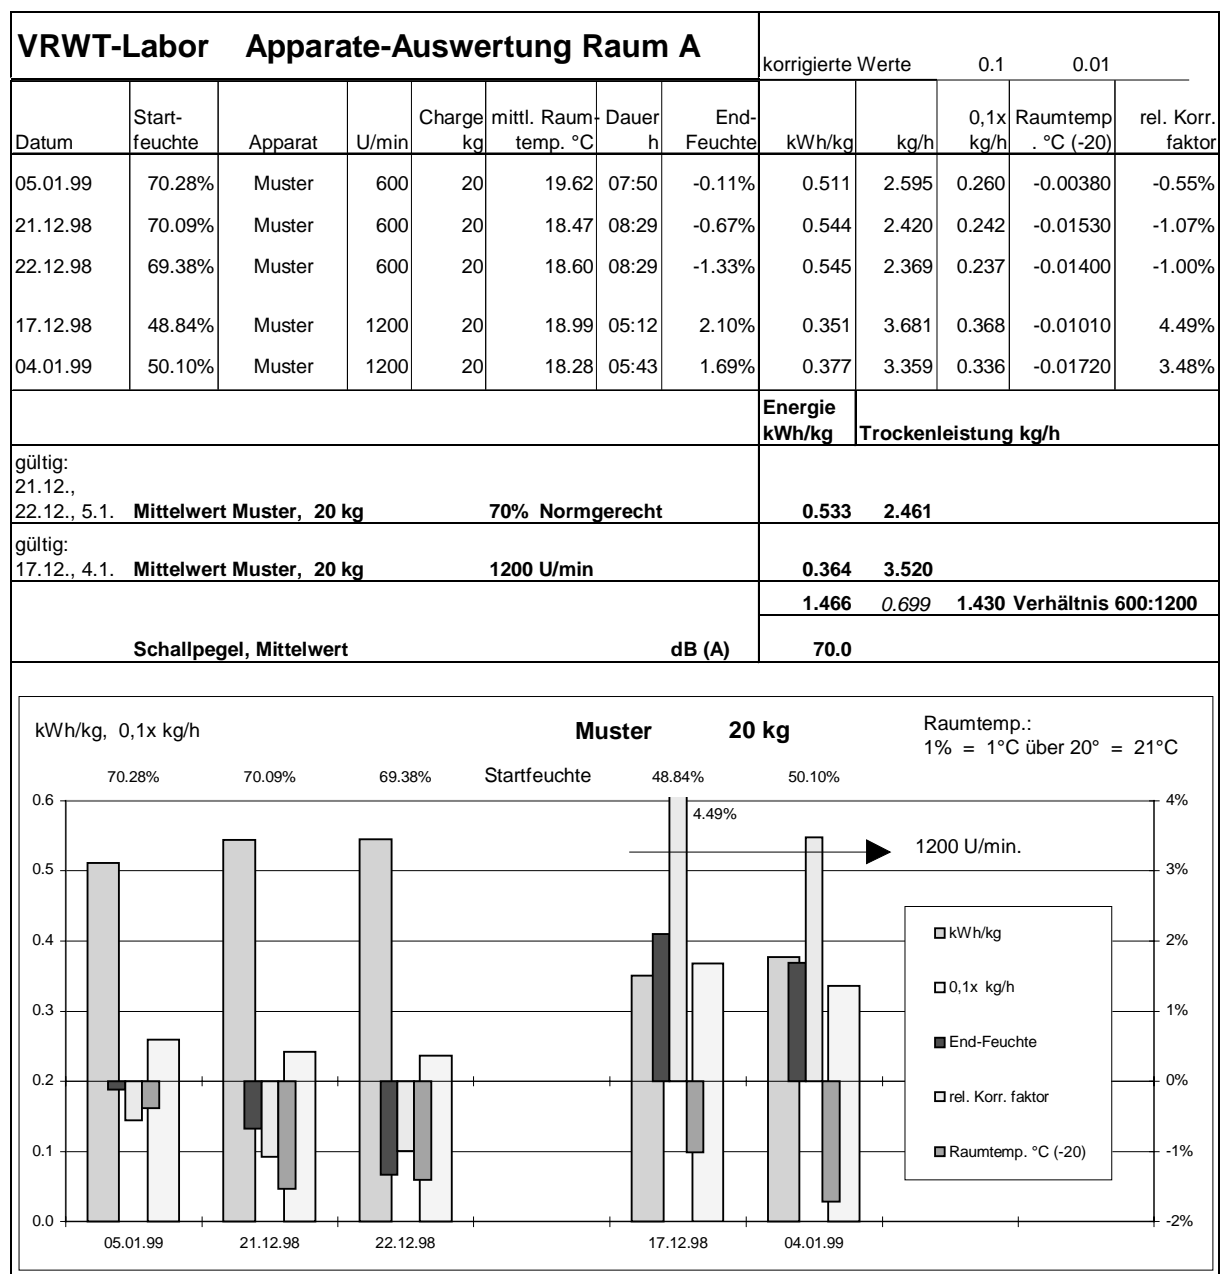 VRWT-Labor Apparate-Auswertung Raum A
korrigierte Werte 0.1 0.01
Start- Charge mittl. Raum- Dauer End- 0,1x Raumtemp rel. Korr.
Datum feuchte Apparat U/min kg temp. °C h Feuchte kWh/kg kg/h kg/h . °C (-20) faktor
05.01.99 70.28% Muster 600 20 19.62 07:50 -0.11% 0.511 2.595 0.260 -0.00380 -0.55%
21.12.98 70.09% Muster 600 20 18.47 08:29 -0.67% 0.544 2.420 0.242 -0.01530 -1.07%
22.12.98 69.38% Muster 600 20 18.60 08:29 -1.33% 0.545 2.369 0.237 -0.01400 -1.00%
17.12.98 48.84% Muster 1200 20 18.99 05:12 2.10% 0.351 3.681 0.368 -0.01010 4.49%
04.01.99 50.10% Muster 1200 20 18.28 05:43 1.69% 0.377 3.359 0.336 -0.01720 3.48%
Energie
kWh/kg Trockenleistung kg/h
gültig:
21.12.,
22.12., 5.1. Mittelwert Muster, 20 kg 70% Normgerecht 0.533 2.461
gültig:
17.12., 4.1. Mittelwert Muster, 20 kg 1200 U/min 0.364 3.520
1.466 0.699 1.430 Verhältnis 600:1200
Schallpegel, Mittelwert dB (A) 70.0
kWh/kg, 0,1x kg/h Muster 20 kg Raumtemp.:
1% = 1°C über 20° = 21°C
70.28% 70.09% 69.38% Startfeuchte 48.84% 50.10%
0.6 4%
4.49%
1200 U/min.
0.5 3%
kWh/kg
0.4 2%
0,1x kg/h
0.3 1%
End-Feuchte
0.2 0%
rel. Korr. faktor
0.1 -1%
Raumtemp. °C (-20)
0.0 -2%
05.01.99 21.12.98 22.12.98 17.12.98 04.01.99